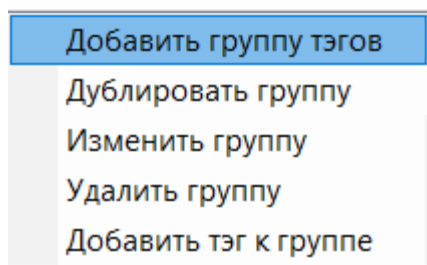 Добавить группу тэгов
Дублировать группу
Изменить группу
Удалить группу
Добавить тэг к группе